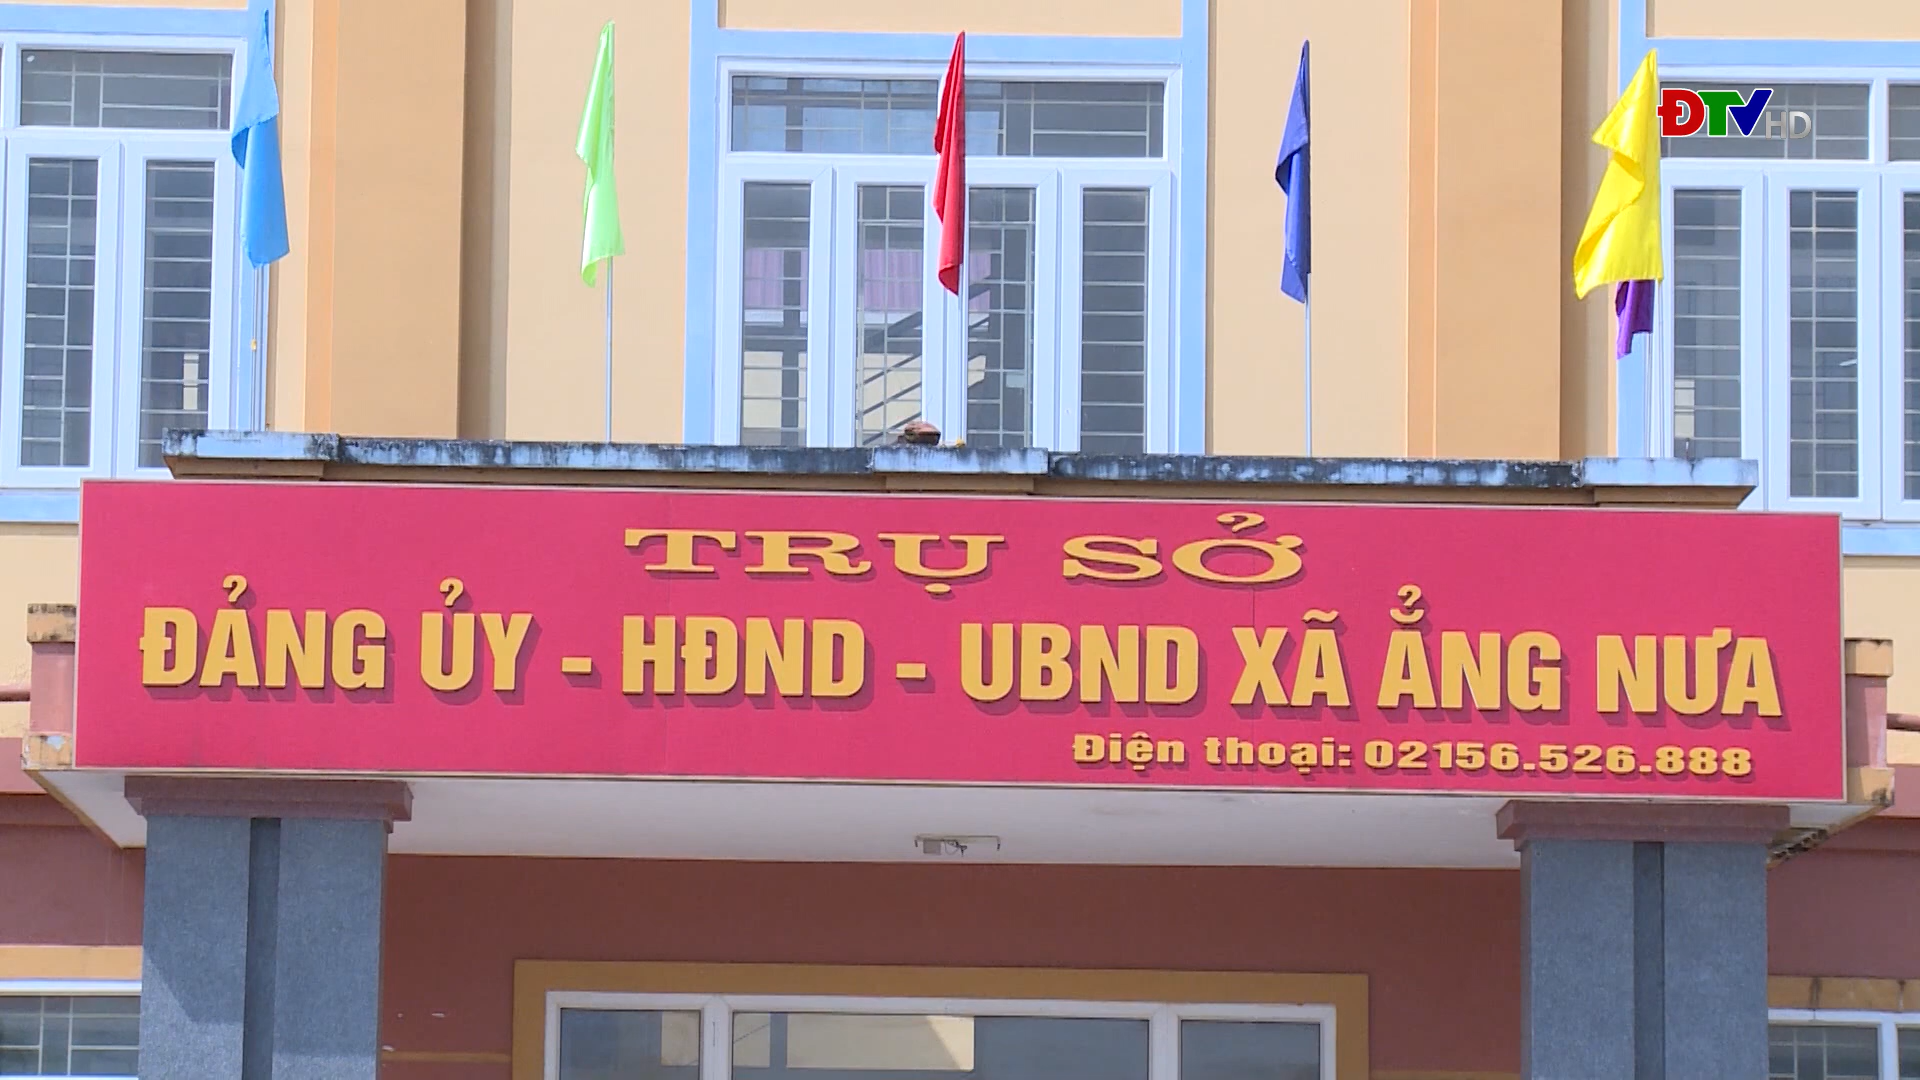 ĐTV HD
TRỤ SỞ
ĐẢNG ỦY - HĐND - UBND XÃ ẲNG NƯA
Điện thoại: 02156.526.888